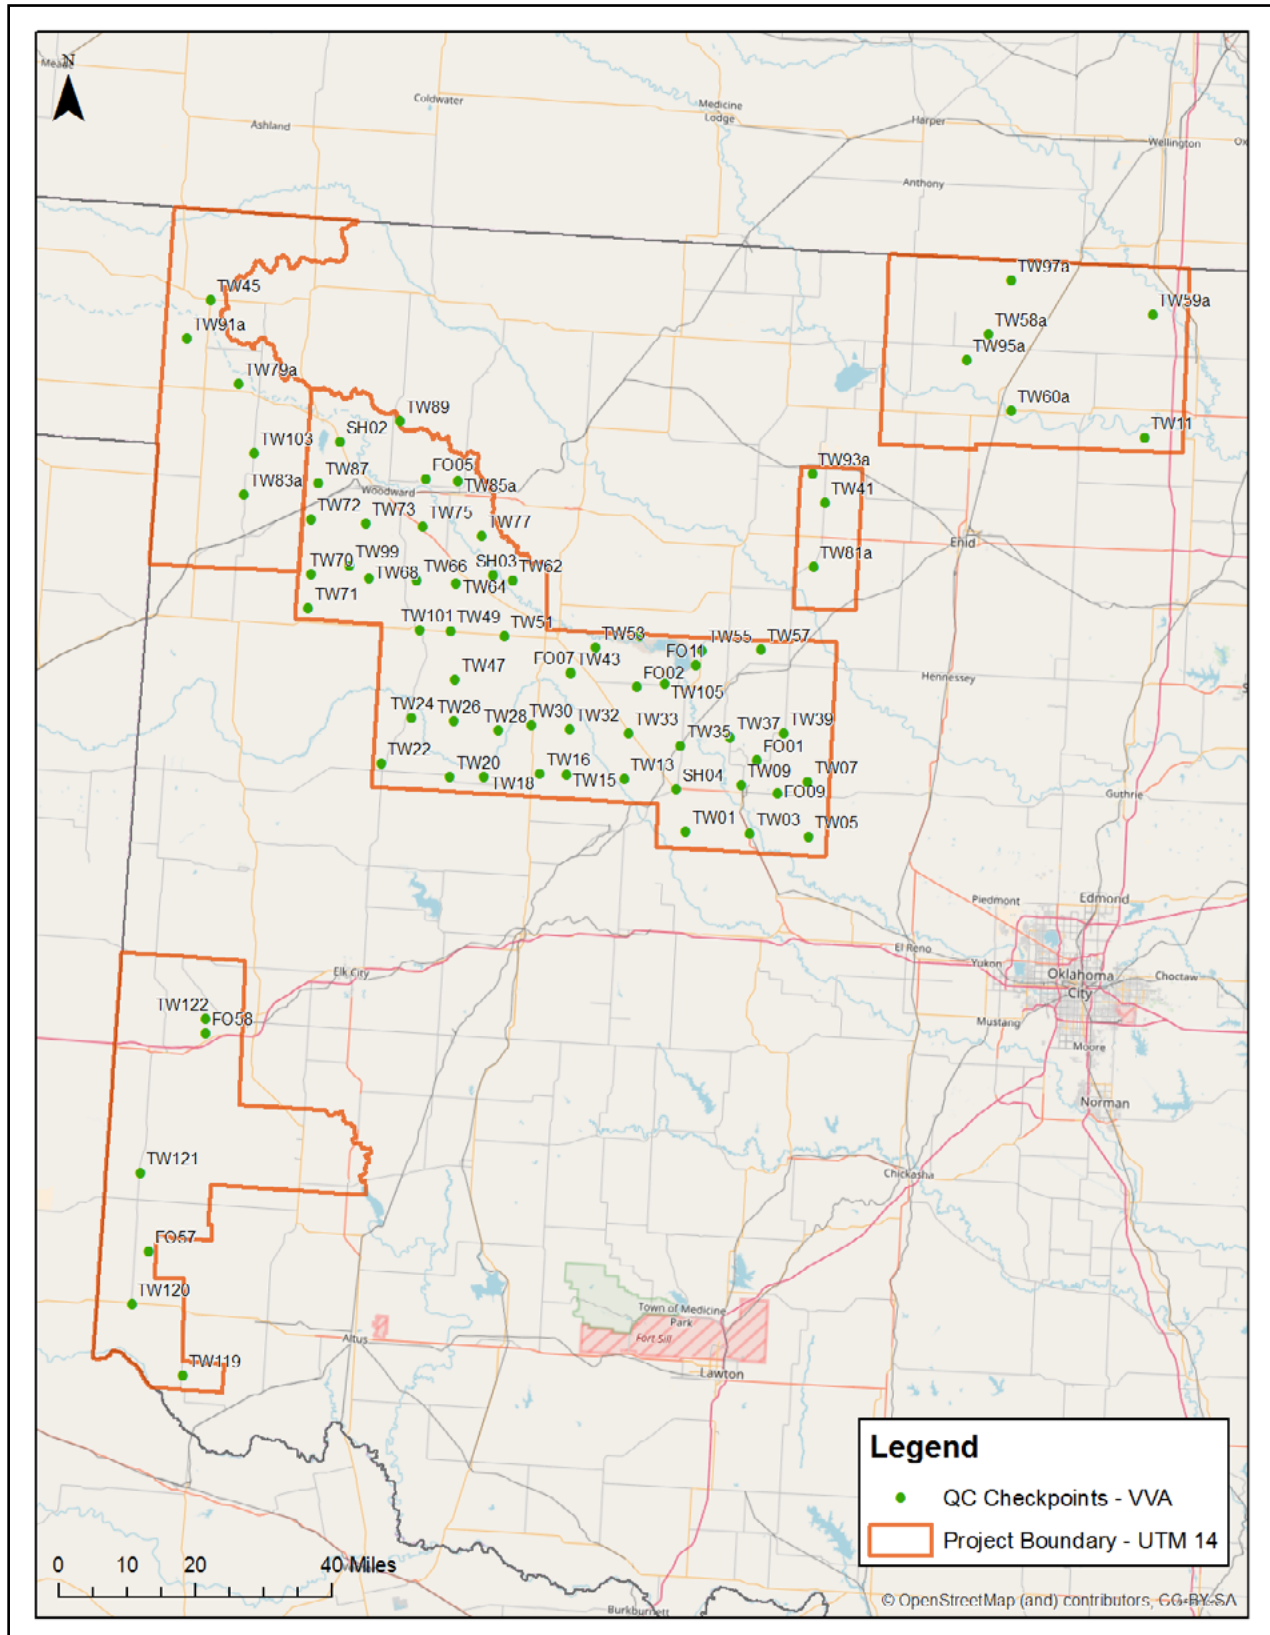 N
Meade
Coldwater
Medicine
Lodge
Ashland
Harper
Wellington
Anthony
TW97a
TW45
TW59a
TW91a
TW58a
TW95a
TW79a
TW60a
TW89
TW11
SH02
TW103
TW93a
FO05
TW87
TW83a
Woodward
TW85a
TW41
TW72
TW73
TW75
TW77
Enid
TW99
TW81a
TW70
TW68
TW66
SH03
TW62
TW64
TW71
TW101
TW49
TW51
TW53
TW55
TW57
FO11
FO07
TW43
TW47
FO02
TW105
Hennessey
TW24
TW26
TW28
TW30
TW32
TW33
TW35
TW37
TW39
FO01
TW22
TW20
TW18
TW16
TW15
TW13
SH04
TW09
TW07
FO09
Guthrie
TW01
TW03
TW05
Piedmont
Edmond
El Reno
Yukon
Elk City
Oklahoma
City
Choctaw
TW122
FO58
Mustang
Moore
Norman
TW121
Chickasha
FO57
TW120
Town of Medicine
Park
Fort Sill
Altus
TW119
Lawton
Legend
QC Checkpoints - VVA
Project Boundary - UTM 14
0 10 20 40 Miles
© OpenStreetMap (and) contributors, CC-BY-SA
Burkburnett